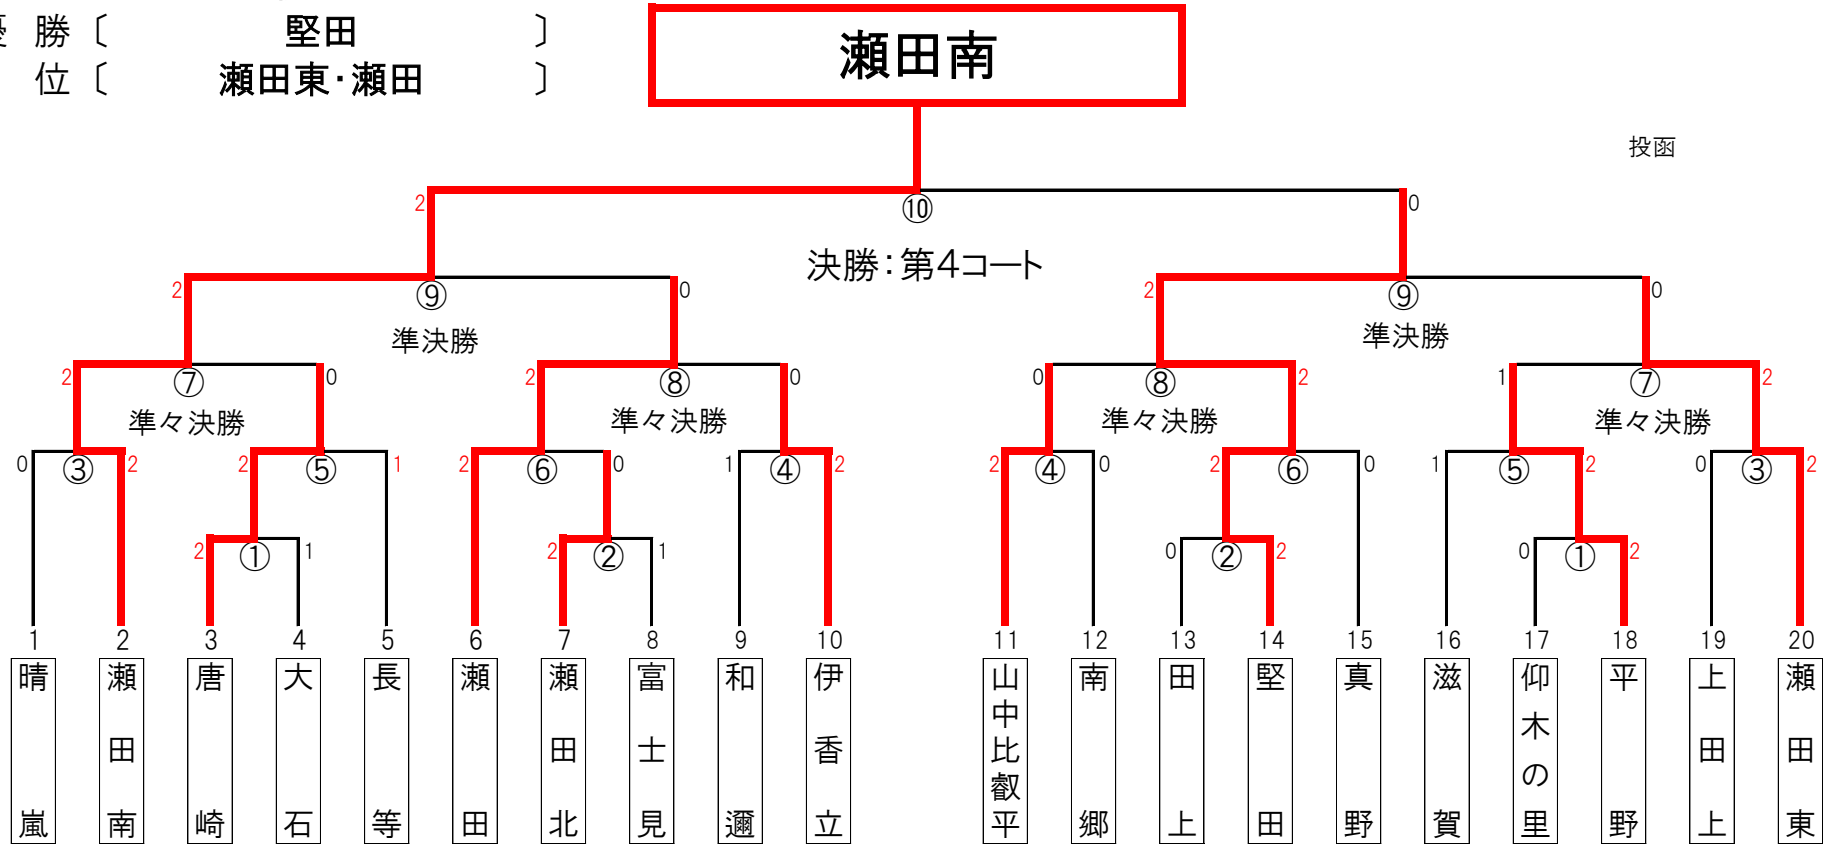 勝〔 堅田 〕
位〔 瀬田東・瀬田 〕
瀬田南
投函
2 ⑩ 0
決勝：第4コート
2 ⑨ 0 2 ⑨ 0
準決勝 準決勝
2 ⑦ 0 2 ⑧ 0 0 ⑧ 2 1 ⑦ 2
準々決勝 準々決勝 準々決勝 準々決勝
0 ③ 2 2 ⑤ 1 2 ⑥ 0 1 ④ 2 2 ④ 0 2 ⑥ 0 1 ⑤ 2 0 ③ 2
2 ① 1 2 ② 1 0 ② 2 0 ① 2
1 2 3 4 5 6 7 8 9 10 11 12 13 14 15 16 17 18 19 20
晴嵐
瀬田南
唐崎
大石
長等
瀬田
瀬田北
富士見
和邇
伊香立
山中比叡平
南郷
田上
堅田
真野
滋賀
仰木の里
平野
上田上
瀬田東